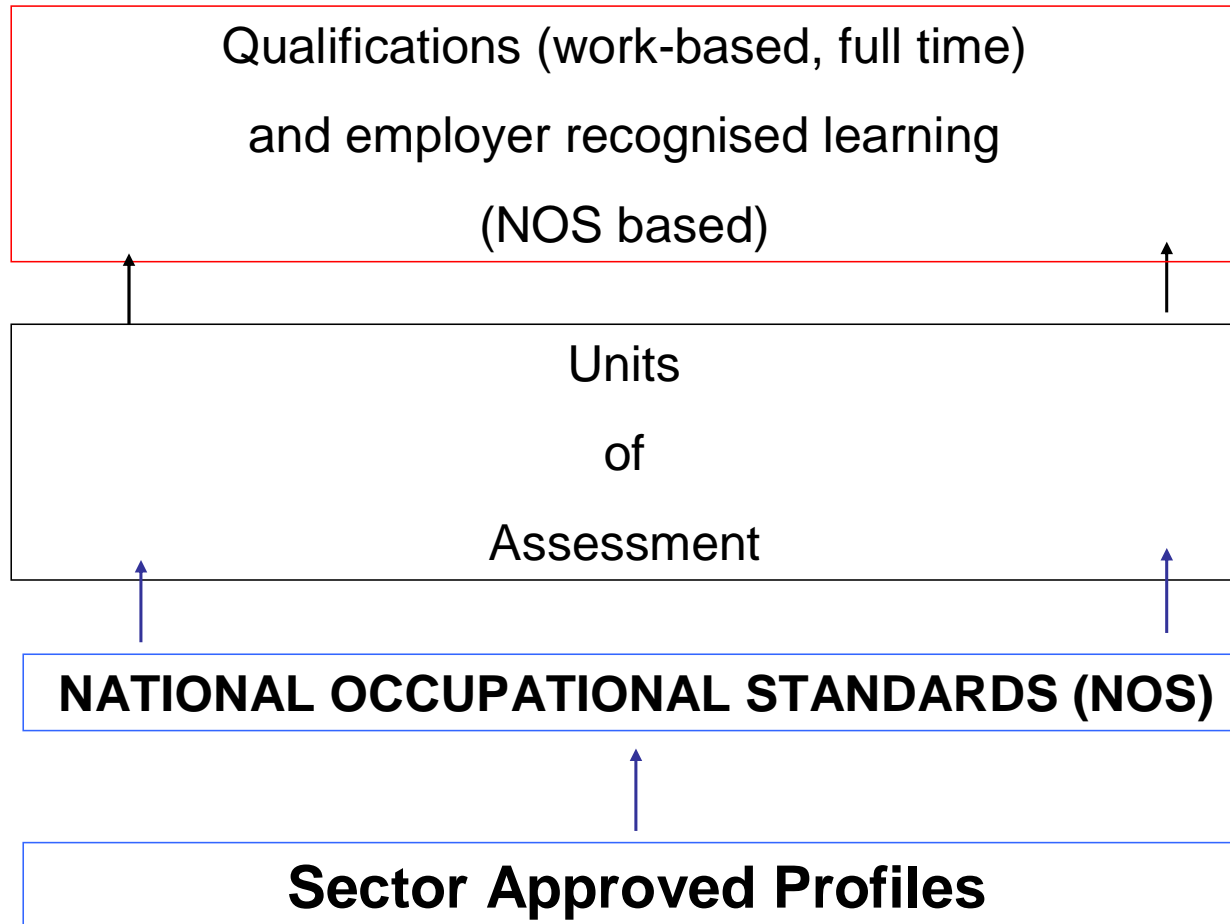 Qualifications (work-based, full time)
and employer recognised learning
(NOS based)
Units
of
Assessment
NATIONAL OCCUPATIONAL STANDARDS (NOS)
Sector Approved Profiles